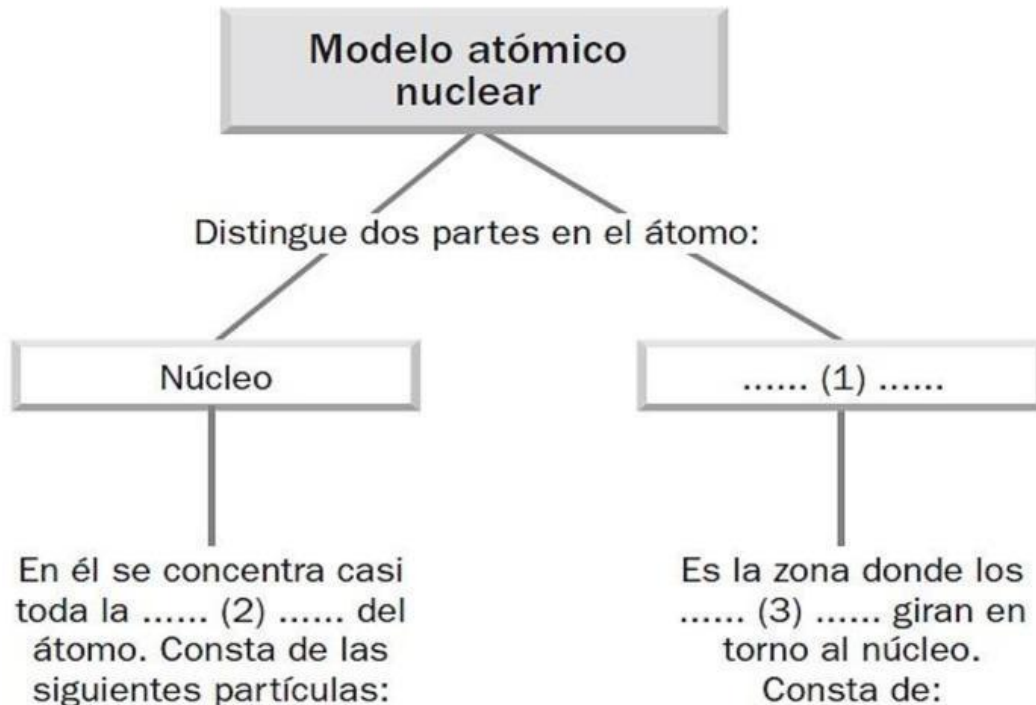 Modelo atómico
nuclear
Distingue dos partes en el átomo:
Núcleo
...... (1) ......
En él se concentra casi
toda la ...... (2) ...... del
átomo. Consta de las
siguientes partículas:
Es la zona donde los
...... (3) ...... giran en
torno al núcleo.
Consta de: